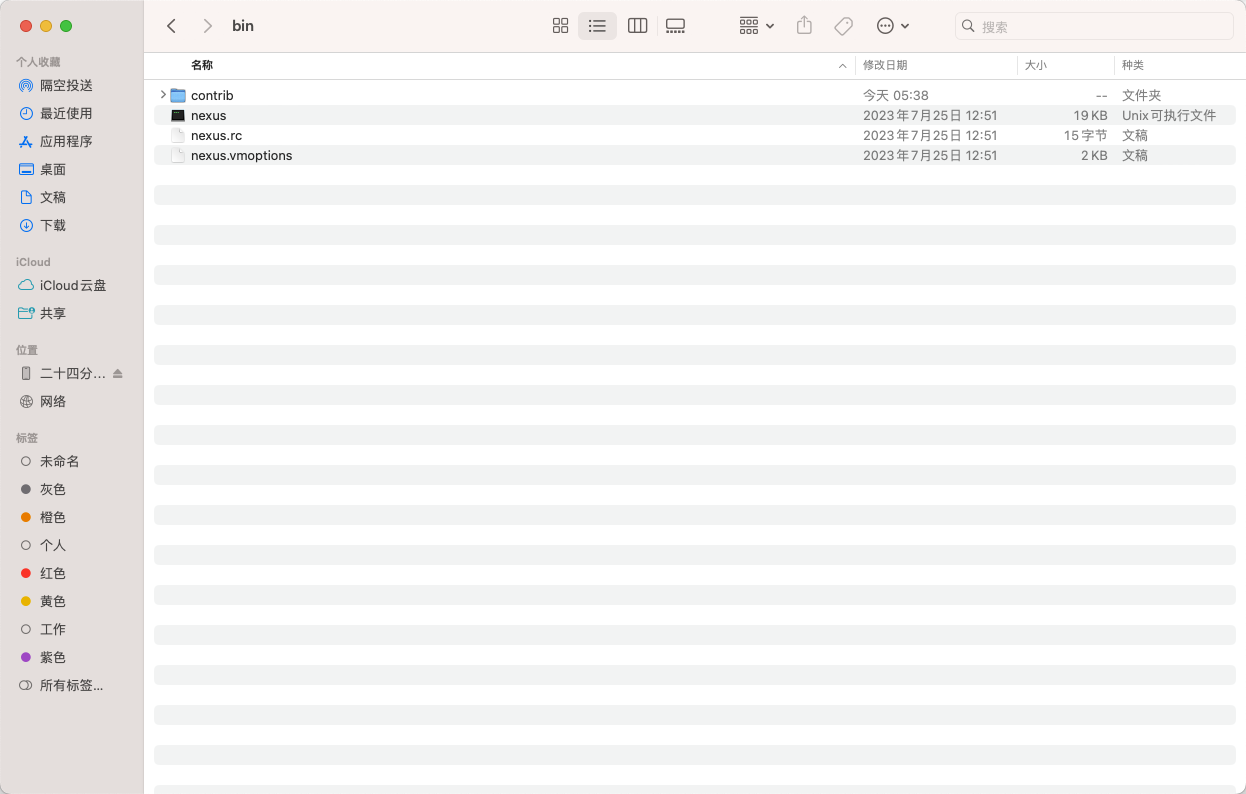 bin
搜索
个人收藏
隔空投送
最近使用
应用程序
桌面
文稿
下载
iCloud
iCloud云盘
共享
位置
二十四分…
网络
标签
未命名
灰色
橙色
个人
红色
黄色
工作
紫色
所有标签…
名称 修改日期 大小 种类
contrib 今天 05:38 -- 文件夹
nexus 2023年7月25日 12:51 19 KB Unix可执行文件
nexus.rc 2023年7月25日 12:51 15字节 文稿
nexus.vmoptions 2023年7月25日 12:51 2 KB 文稿